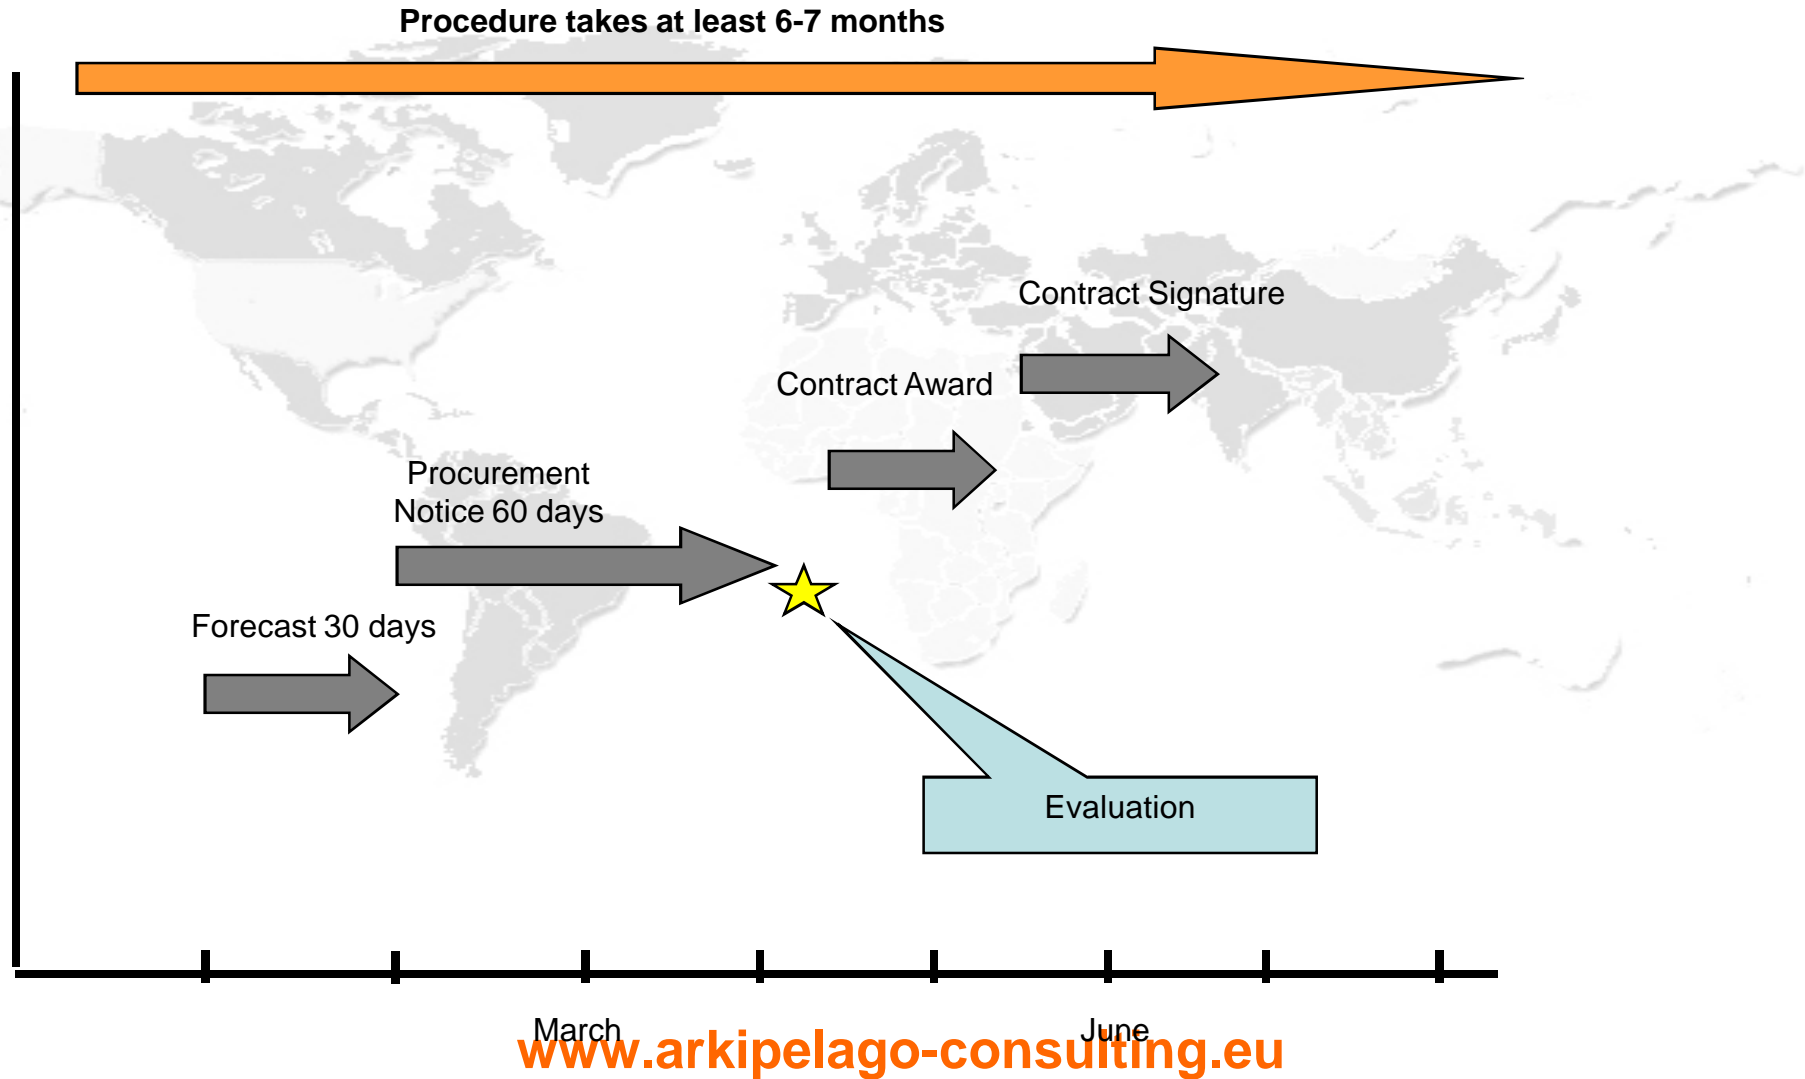 Procedure takes at least 6-7 months
Contract Signature
Contract Award
Procurement
Notice 60 days
Forecast 30 days
Evaluation
March
June
www.arkipelago-consulting.eu